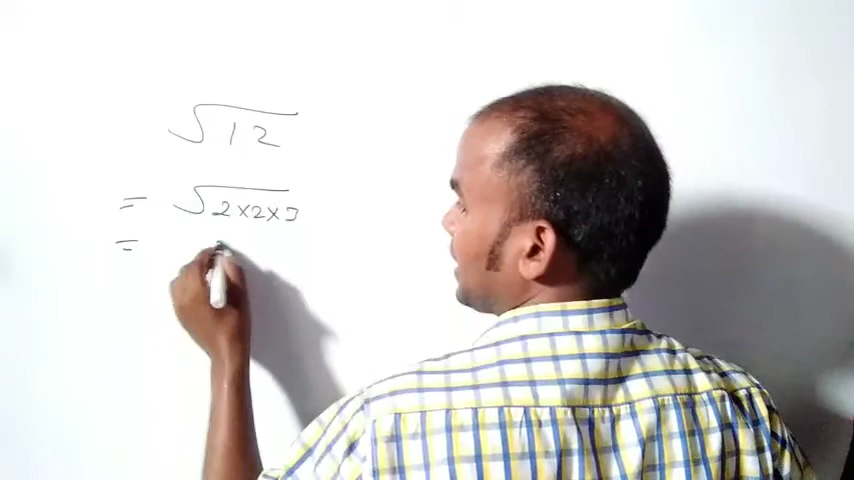 √12
= √2×2×3
=